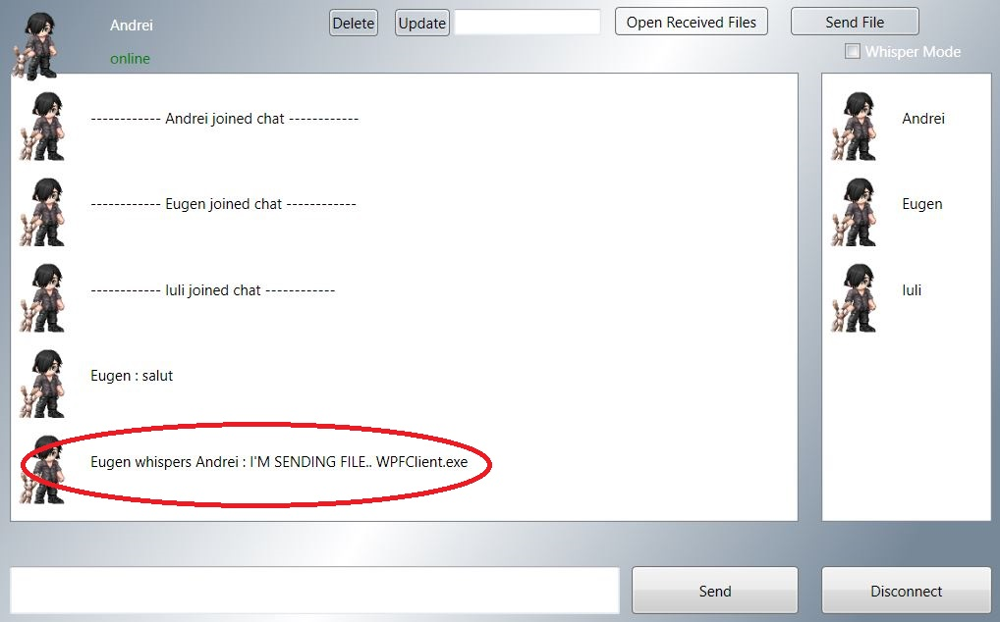 Andrei
Delete
Update
Open Received Files
Send File
online
Whisper Mode
------------ Andrei joined chat ------------
Andrei
------------ Eugen joined chat ------------
Eugen
------------ Iuli joined chat ------------
Iuli
Eugen : salut
Eugen whispers Andrei : I'M SENDING FILE.. WPFClient.exe
Send
Disconnect